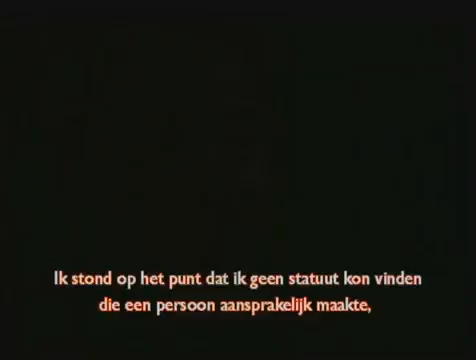 Ik stond op het punt dat ik geen statuut kon vinden
die een persoon aansprakelijk maakte,